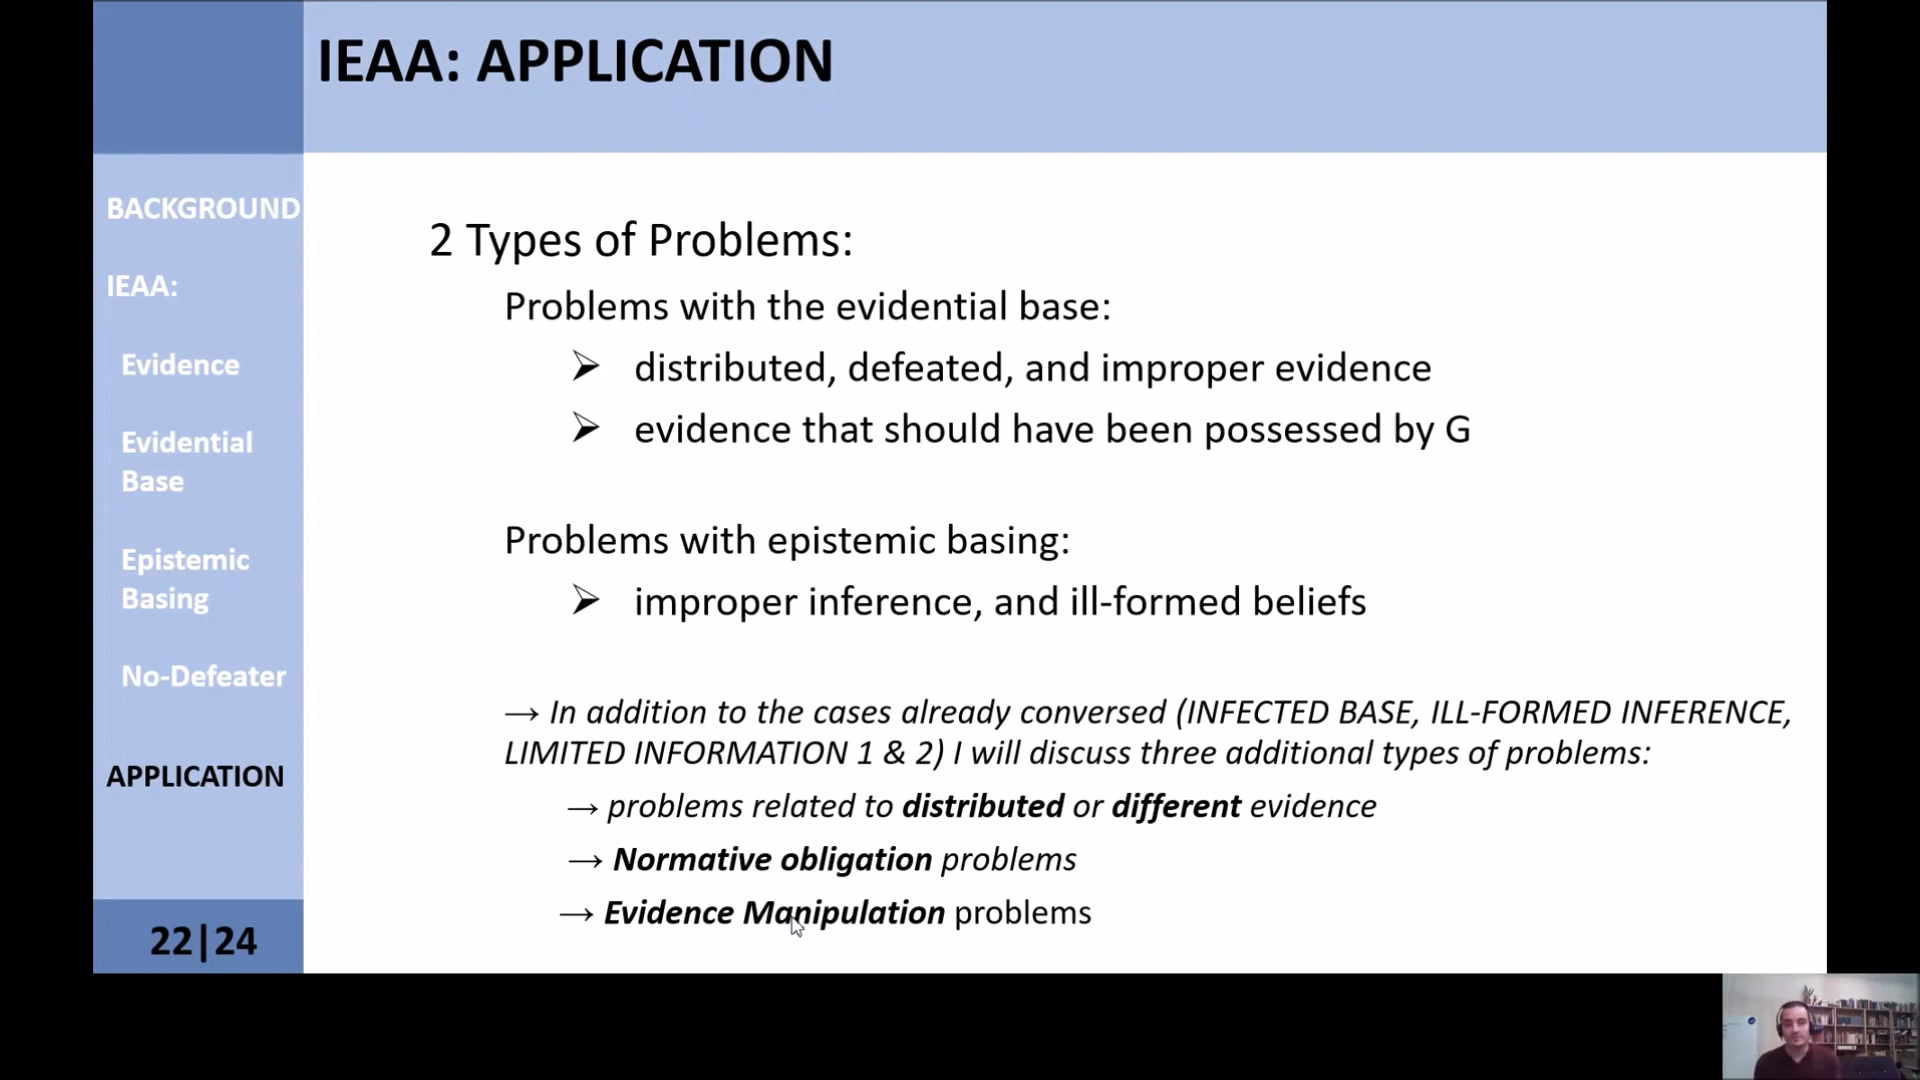 IEAA: APPLICATION
BACKGROUND
IEAA:
Evidence
Evidential
Base
Epistemic
Basing
No-Defeater
APPLICATION
22|24
2 Types of Problems:
Problems with the evidential base:
➢ distributed, defeated, and improper evidence
➢ evidence that should have been possessed by G
Problems with epistemic basing:
➢ improper inference, and ill-formed beliefs
→ In addition to the cases already conversed (INFECTED BASE, ILL-FORMED INFERENCE,
LIMITED INFORMATION 1 & 2) I will discuss three additional types of problems:
→ problems related to distributed or different evidence
→ Normative obligation problems
→ Evidence Manipulation problems